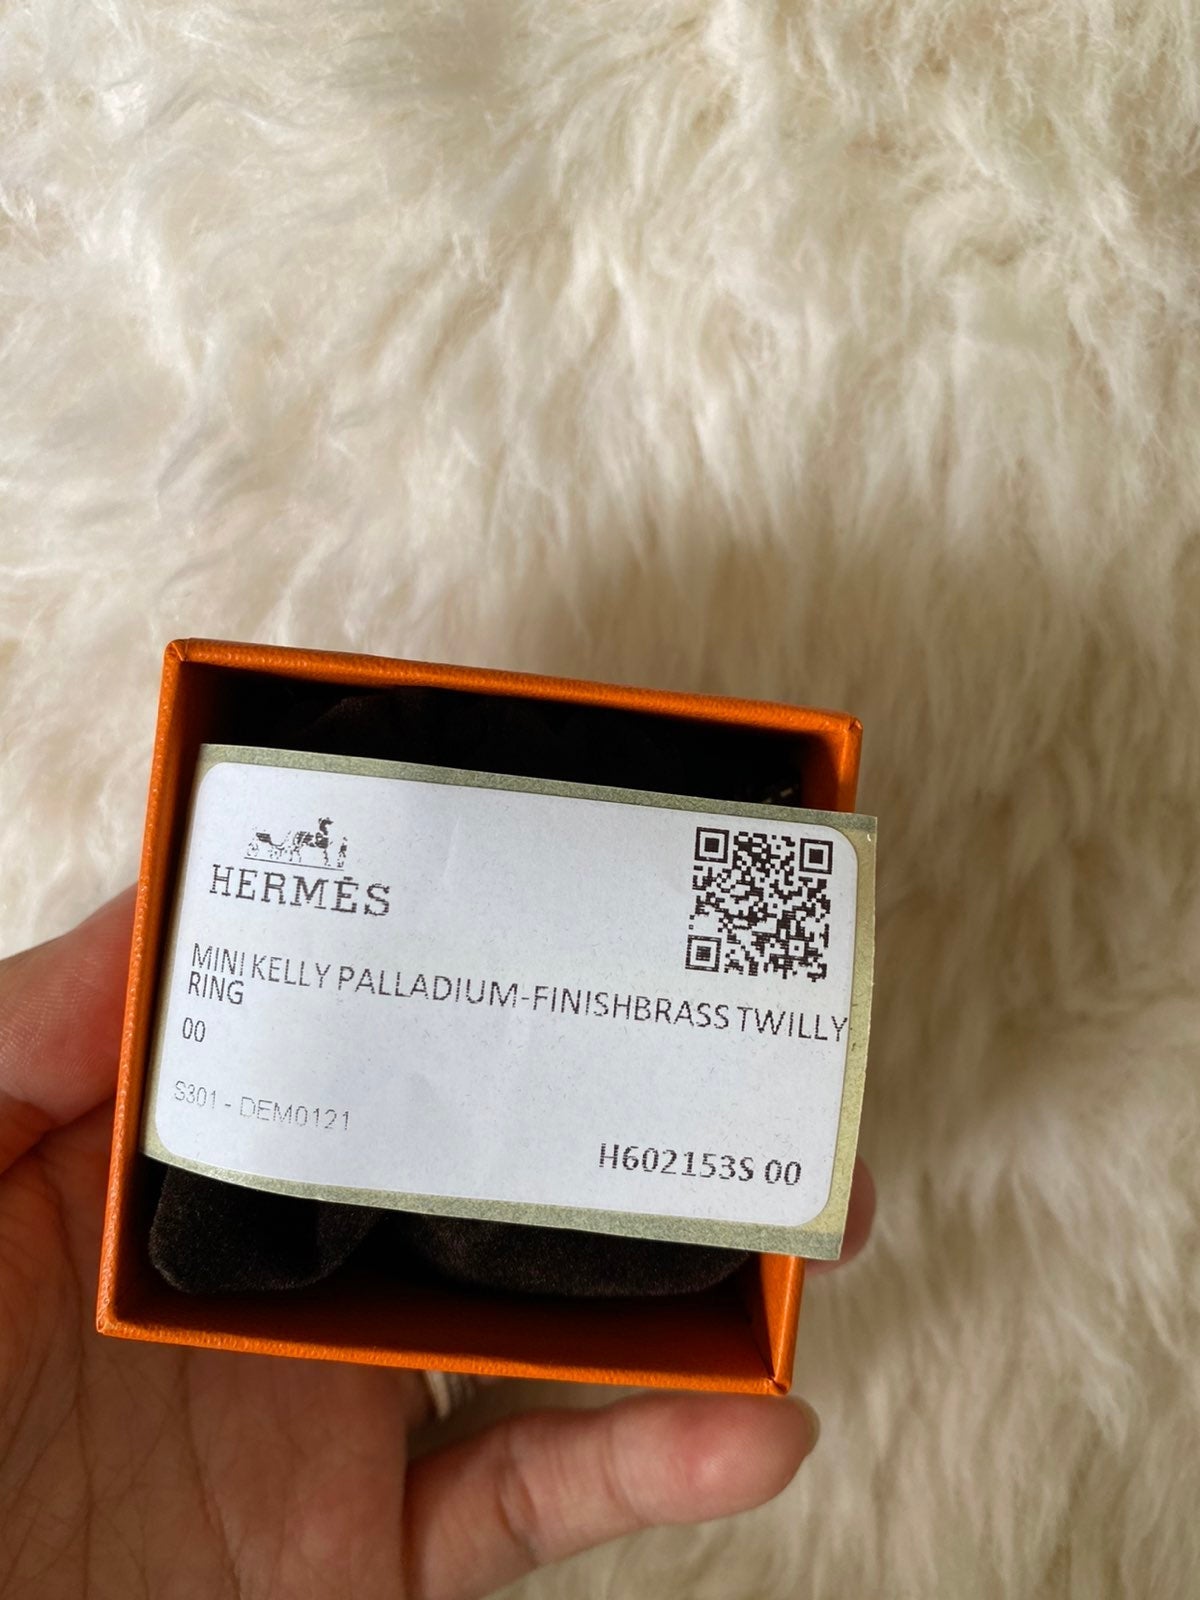 HERMÈS
MINI KELLY PALLADIUM-FINISHBRASS TWILLY
RING
00
S301 - DEM0121
H602153S 00